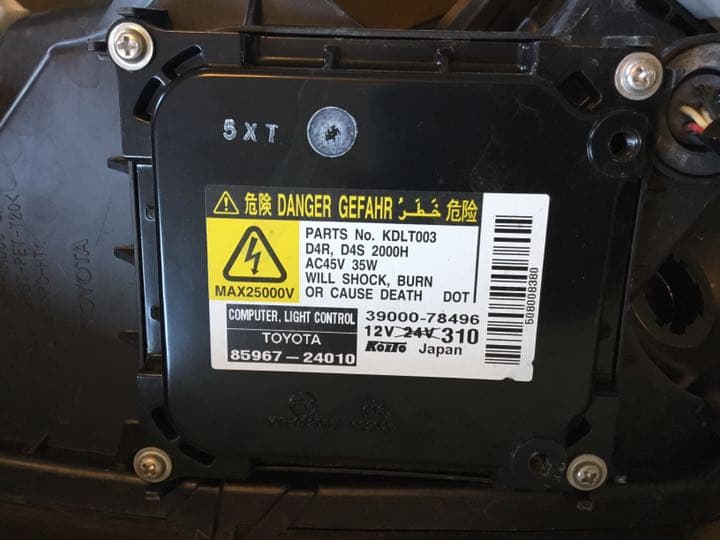 5XT
危険 DANGER GEFAHR خَطَر 危险
PARTS No. KDLT003
D4R, D4S 2000H
AC45V 35W
WILL SHOCK, BURN
OR CAUSE DEATH DOT
MAX25000V
COMPUTER, LIGHT CONTROL
TOYOTA
85967-24010
39000-78496
12V 24V 310
KOITO Japan
508008380
TOYOTA